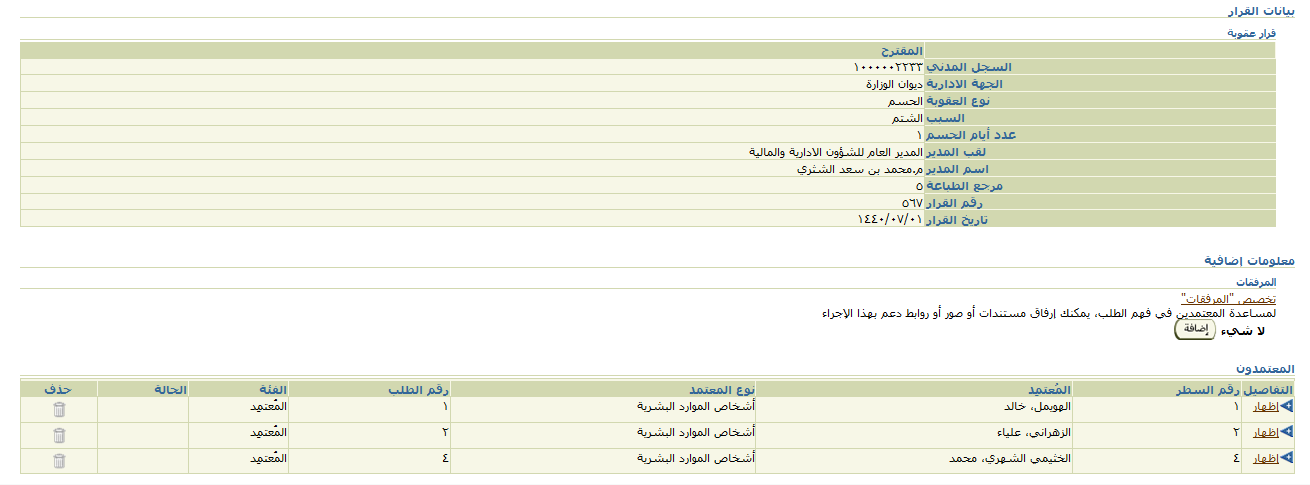 بيانات القرار
قرار عقوبة
المقترح
السجل المدني ١٠٠٠٠٠٢٢٣٣
الجهة الادارية ديوان الوزارة
نوع العقوبة الحسم
السبب الشتم
عدد أيام الحسم ١
لقب المدير المدير العام للشؤون الادارية والمالية
اسم المدير م.محمد بن سعد الشثري
مرجع الطباعة ٥
رقم القرار ٥٦٧
تاريخ القرار ١٤٤٠/٠٧/٠١
معلومات إضافية
المرفقات
تخصيص "المرفقات"
لمساعدة المعتمدين في فهم الطلب، يمكنك إرفاق مستندات أو صور أو روابط دعم بهذا الإجراء
لا شيء إضافة
المعتمدون
التفاصيل رقم السطر المُعتمِد نوع المعتمد رقم الطلب الفئة الحالة حذف
إظهار ١ الهويمل، خالد أشخاص الموارد البشرية ١ المُعتمِد
إظهار ٢ الزهراني، علياء أشخاص الموارد البشرية ٢ المُعتمِد
إظهار ٤ الخثيمي الشهري، محمد أشخاص الموارد البشرية ٤ المُعتمِد